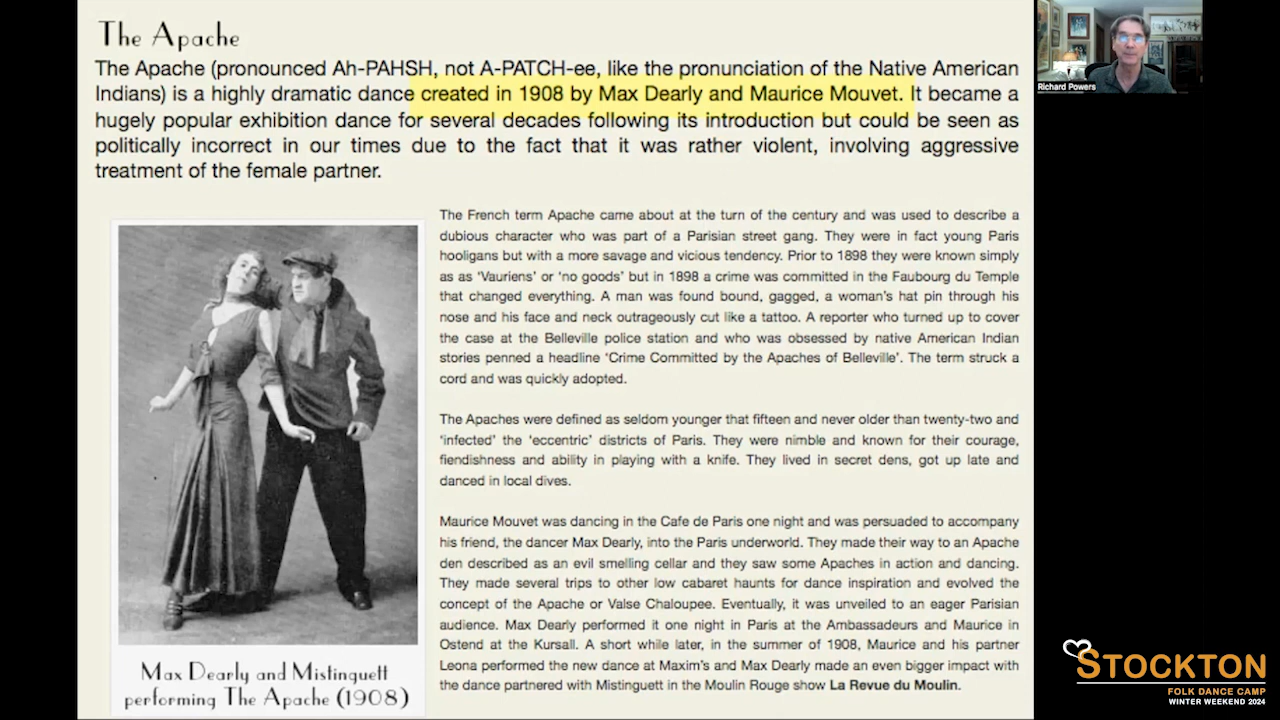 The Apache
The Apache (pronounced Ah-PAHSH, not A-PATCH-ee, like the pronunciation of the Native American
Indians) is a highly dramatic dance created in 1908 by Max Dearly and Maurice Mouvet. It became a
hugely popular exhibition dance for several decades following its introduction but could be seen as
politically incorrect in our times due to the fact that it was rather violent, involving aggressive
treatment of the female partner.
The French term Apache came about at the turn of the century and was used to describe a
dubious character who was part of a Parisian street gang. They were in fact young Paris
hooligans but with a more savage and vicious tendency. Prior to 1898 they were known simply
as as ‘Vauriens’ or ‘no goods’ but in 1898 a crime was committed in the Faubourg du Temple
that changed everything. A man was found bound, gagged, a woman’s hat pin through his
nose and his face and neck outrageously cut like a tattoo. A reporter who turned up to cover
the case at the Belleville police station and who was obsessed by native American Indian
stories penned a headline ‘Crime Committed by the Apaches of Belleville’. The term struck a
cord and was quickly adopted.
The Apaches were defined as seldom younger that fifteen and never older than twenty-two and
‘infected’ the ‘eccentric’ districts of Paris. They were nimble and known for their courage,
fiendishness and ability in playing with a knife. They lived in secret dens, got up late and
danced in local dives.
Maurice Mouvet was dancing in the Cafe de Paris one night and was persuaded to accompany
his friend, the dancer Max Dearly, into the Paris underworld. They made their way to an Apache
den described as an evil smelling cellar and they saw some Apaches in action and dancing.
They made several trips to other low cabaret haunts for dance inspiration and evolved the
concept of the Apache or Valse Chaloupee. Eventually, it was unveiled to an eager Parisian
audience. Max Dearly performed it one night in Paris at the Ambassadeurs and Maurice in
Ostend at the Kursall. A short while later, in the summer of 1908, Maurice and his partner
Leona performed the new dance at Maxim’s and Max Dearly made an even bigger impact with
the dance partnered with Mistinguett in the Moulin Rouge show La Revue du Moulin.
Max Dearly and Mistinguett
performing The Apache (1908)
Richard Powers
STOCKTON
FOLK DANCE CAMP
WINTER WEEKEND 2024